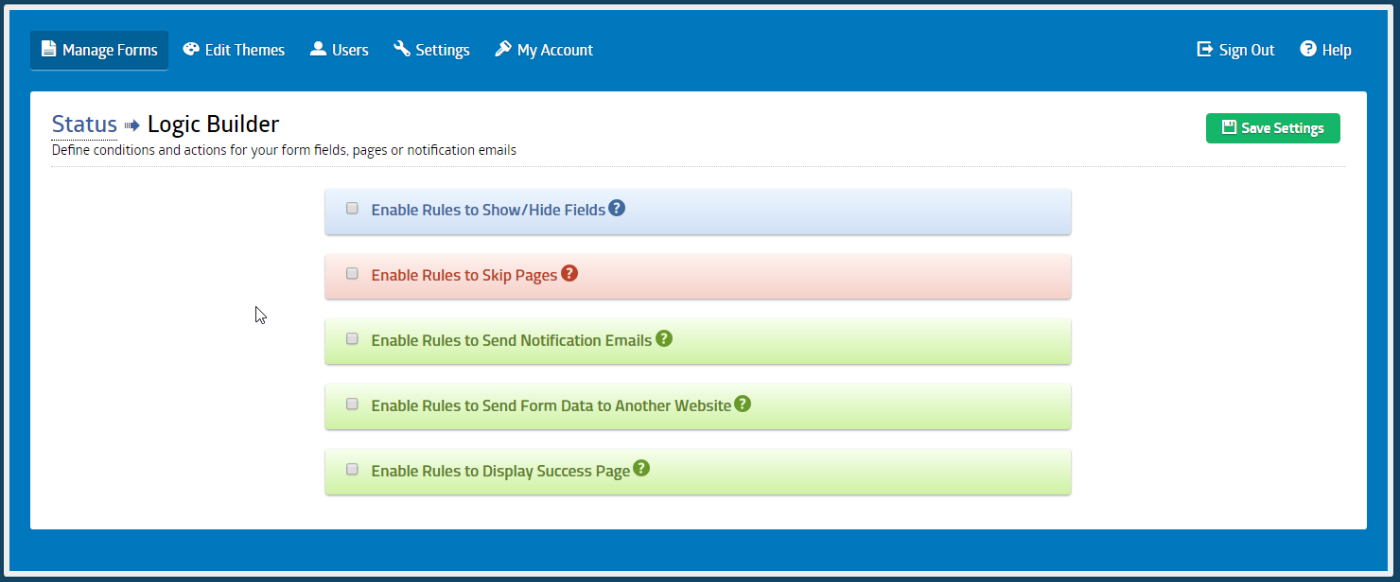 Manage Forms Edit Themes Users Settings My Account Sign Out Help
Status Logic Builder
Save Settings
Define conditions and actions for your form fields, pages or notification emails
Enable Rules to Show/Hide Fields ?
Enable Rules to Skip Pages ?
Enable Rules to Send Notification Emails ?
Enable Rules to Send Form Data to Another Website ?
Enable Rules to Display Success Page ?